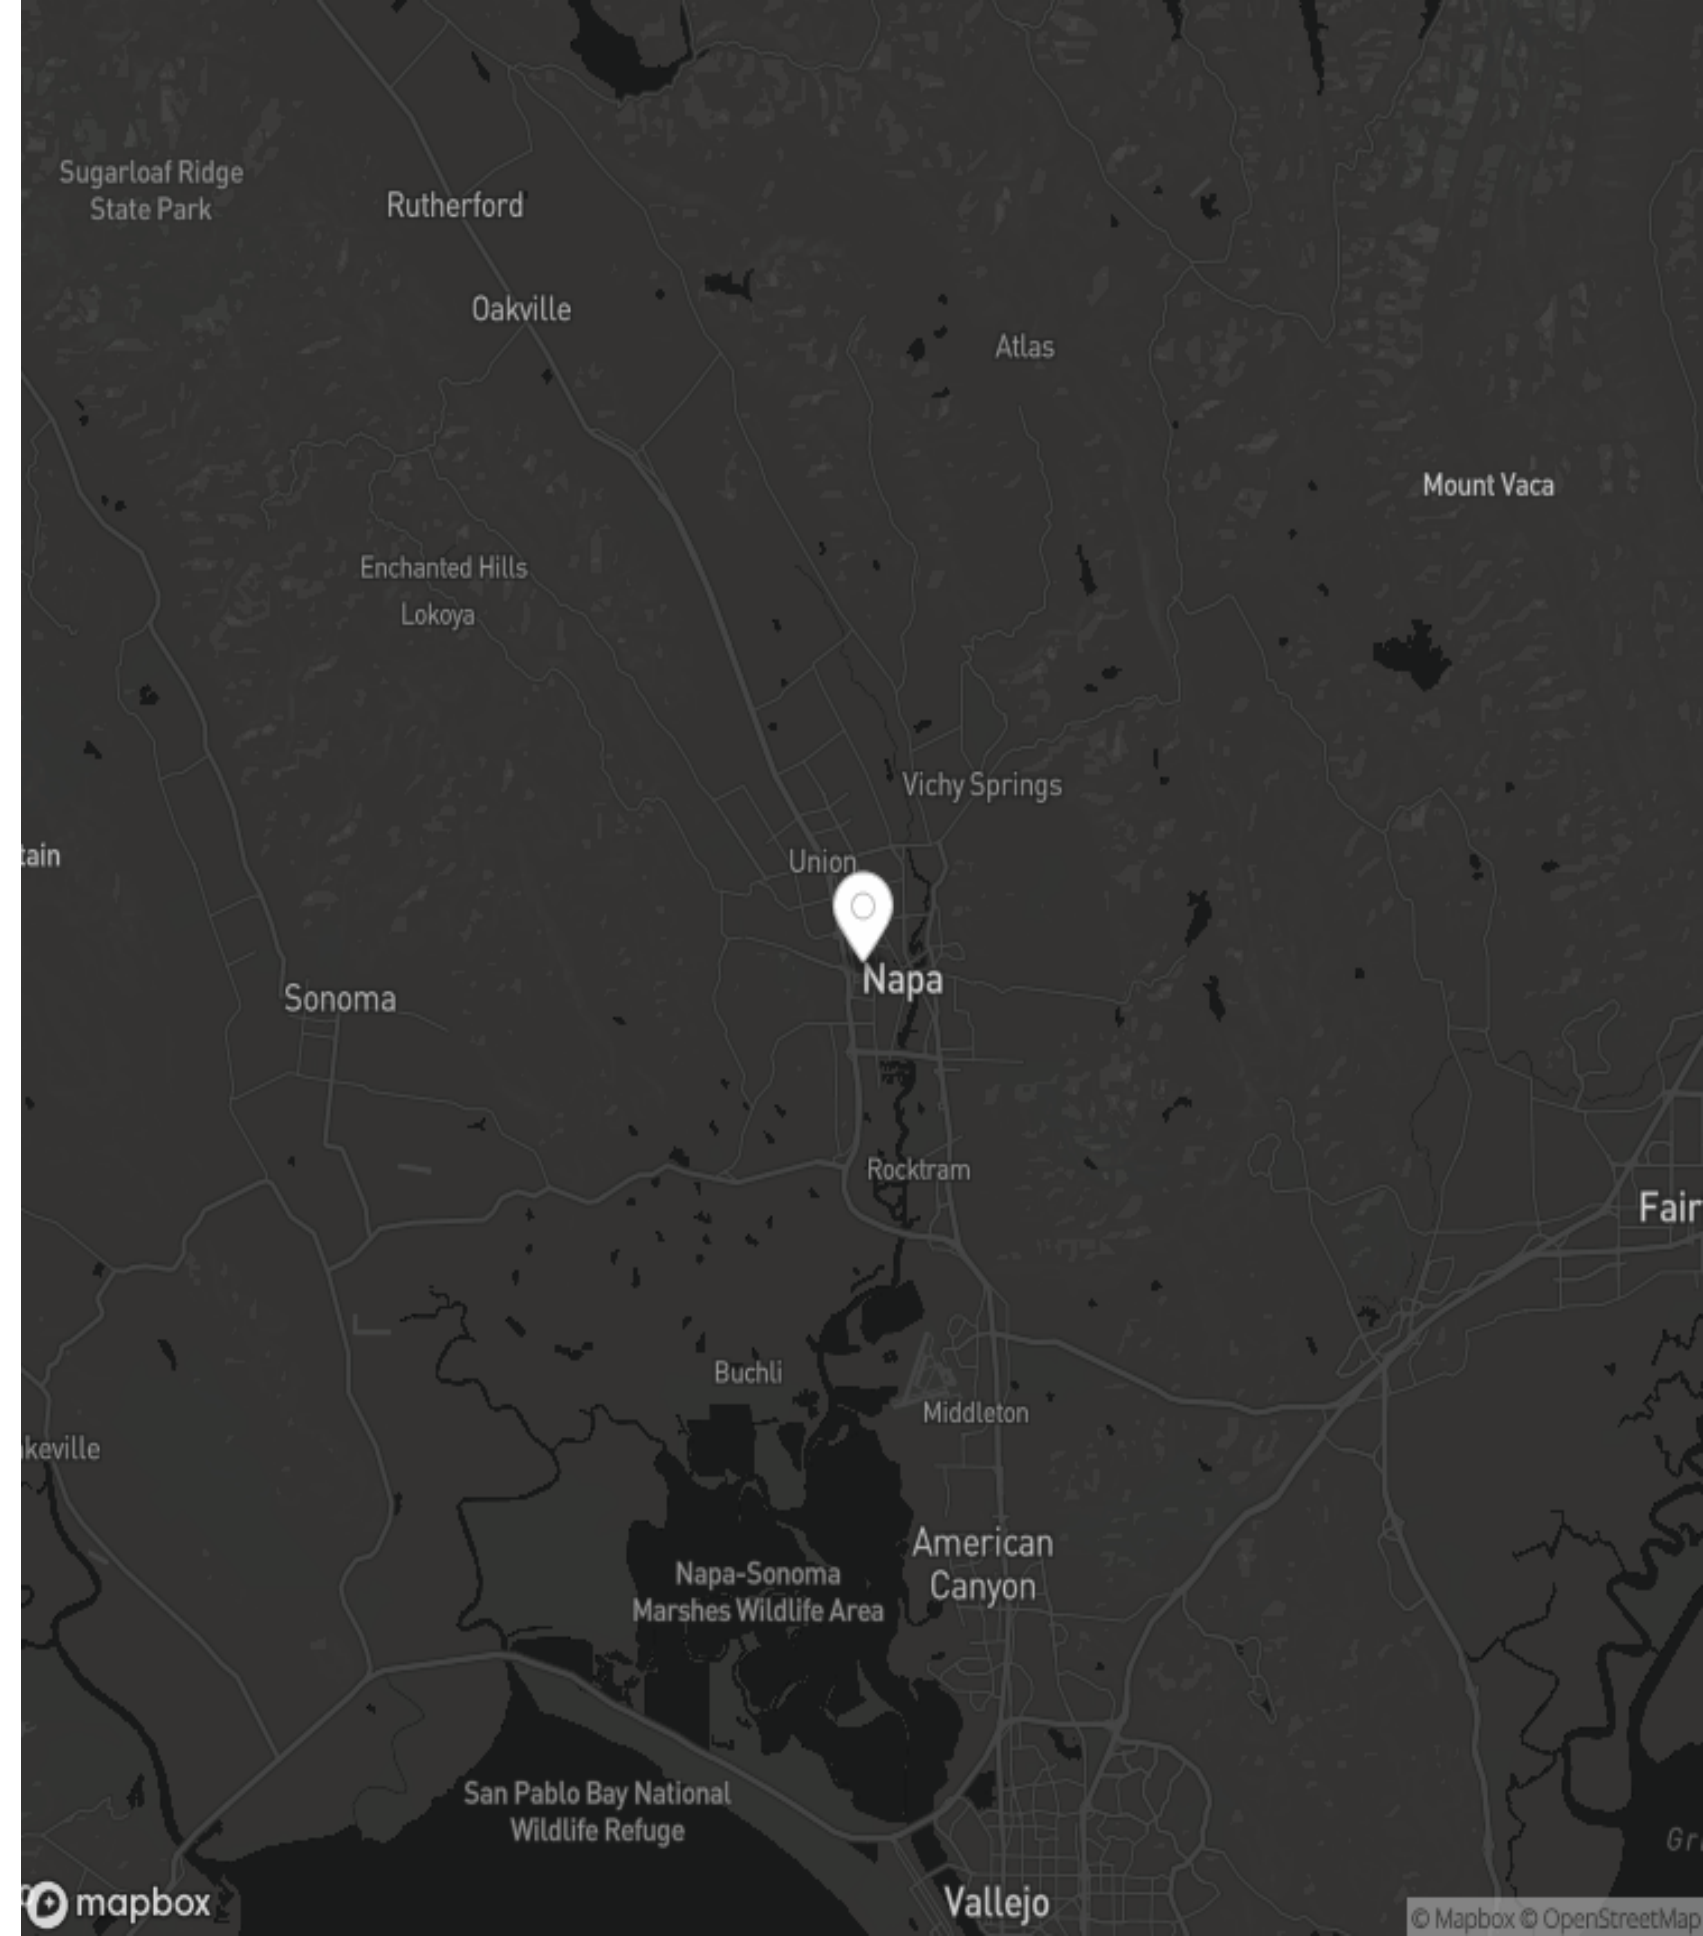 Sugarloaf Ridge
State Park
Rutherford
Oakville
Atlas
Mount Vaca
Enchanted Hills
Lokoya
Vichy Springs
tain
Union
Napa
Sonoma
Rocktram
Fair
Buchli
Middleton
keville
American
Canyon
Napa-Sonoma
Marshes Wildlife Area
San Pablo Bay National
Wildlife Refuge
Gri
mapbox
Vallejo
© Mapbox © OpenStreetMap